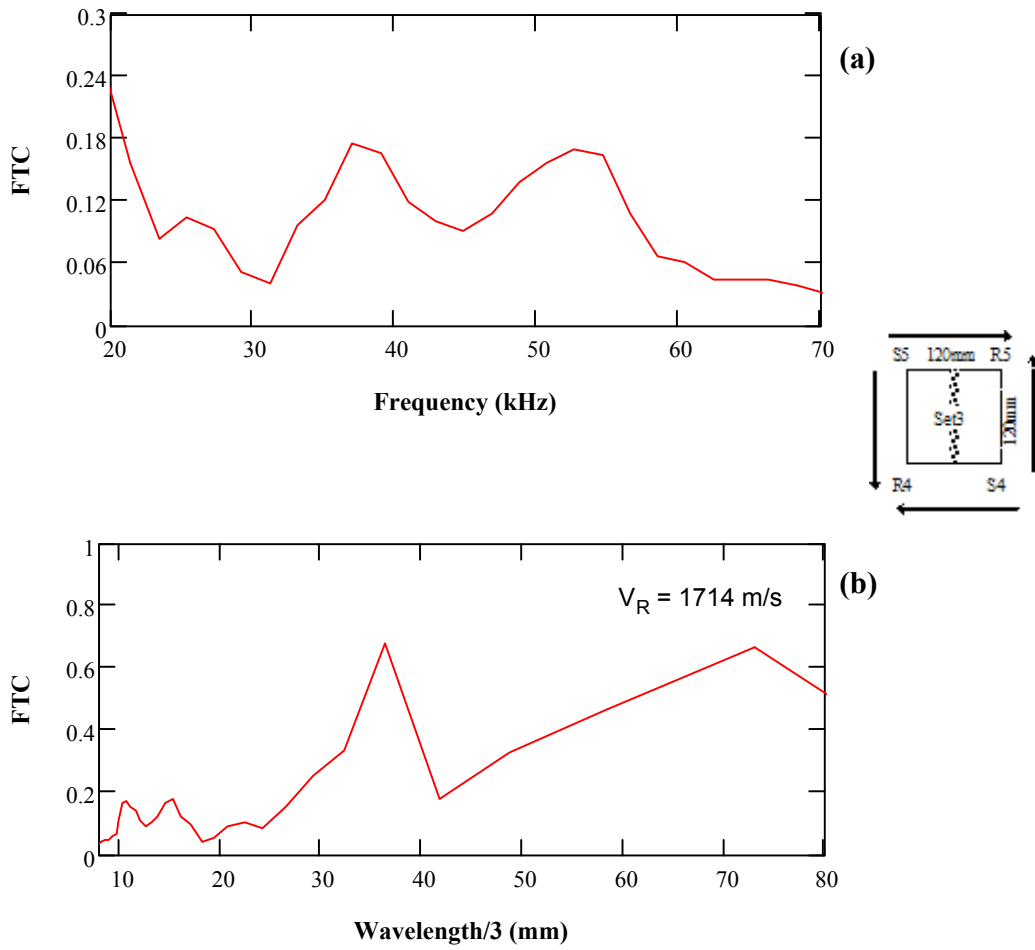 (a)
0.3
0.24
0.18
0.12
0.06
0
FTC
20 30 40 50 60 70
Frequency (kHz)
S5 120mm R5
Set3
120mm
R4 S4
(b)
V_R = 1714 m/s
1
0.8
0.6
0.4
0.2
0
FTC
10 20 30 40 50 60 70 80
Wavelength/3 (mm)